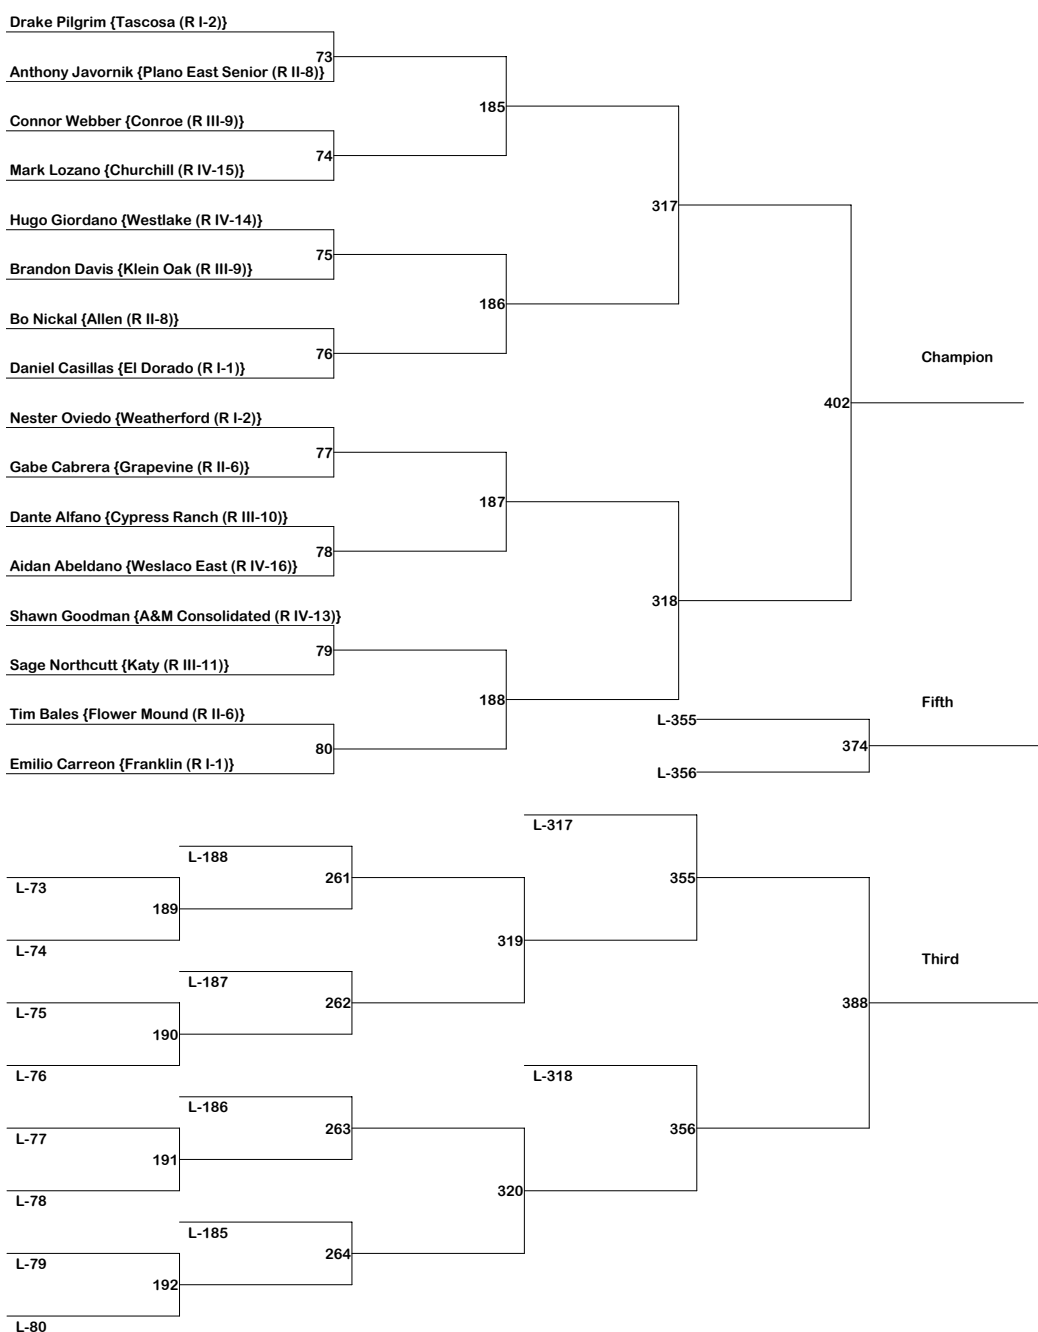 Drake Pilgrim {Tascosa (R I-2)}
73
Anthony Javornik {Plano East Senior (R II-8)}
185
Connor Webber {Conroe (R III-9)}
74
Mark Lozano {Churchill (R IV-15)}
317
Hugo Giordano {Westlake (R IV-14)}
75
Brandon Davis {Klein Oak (R III-9)}
186
Bo Nickal {Allen (R II-8)}
76
Champion
Daniel Casillas {El Dorado (R I-1)}
402
Nester Oviedo {Weatherford (R I-2)}
77
Gabe Cabrera {Grapevine (R II-6)}
187
Dante Alfano {Cypress Ranch (R III-10)}
78
Aidan Abeldano {Weslaco East (R IV-16)}
318
Shawn Goodman {A&M Consolidated (R IV-13)}
79
Sage Northcutt {Katy (R III-11)}
188
Fifth
Tim Bales {Flower Mound (R II-6)}
L-355
80
374
Emilio Carreon {Franklin (R I-1)}
L-356
L-317
L-188
261
355
L-73
189
319
L-74
Third
L-187
262
388
L-75
190
L-76
L-318
L-186
263
356
L-77
191
320
L-78
L-185
264
L-79
192
L-80